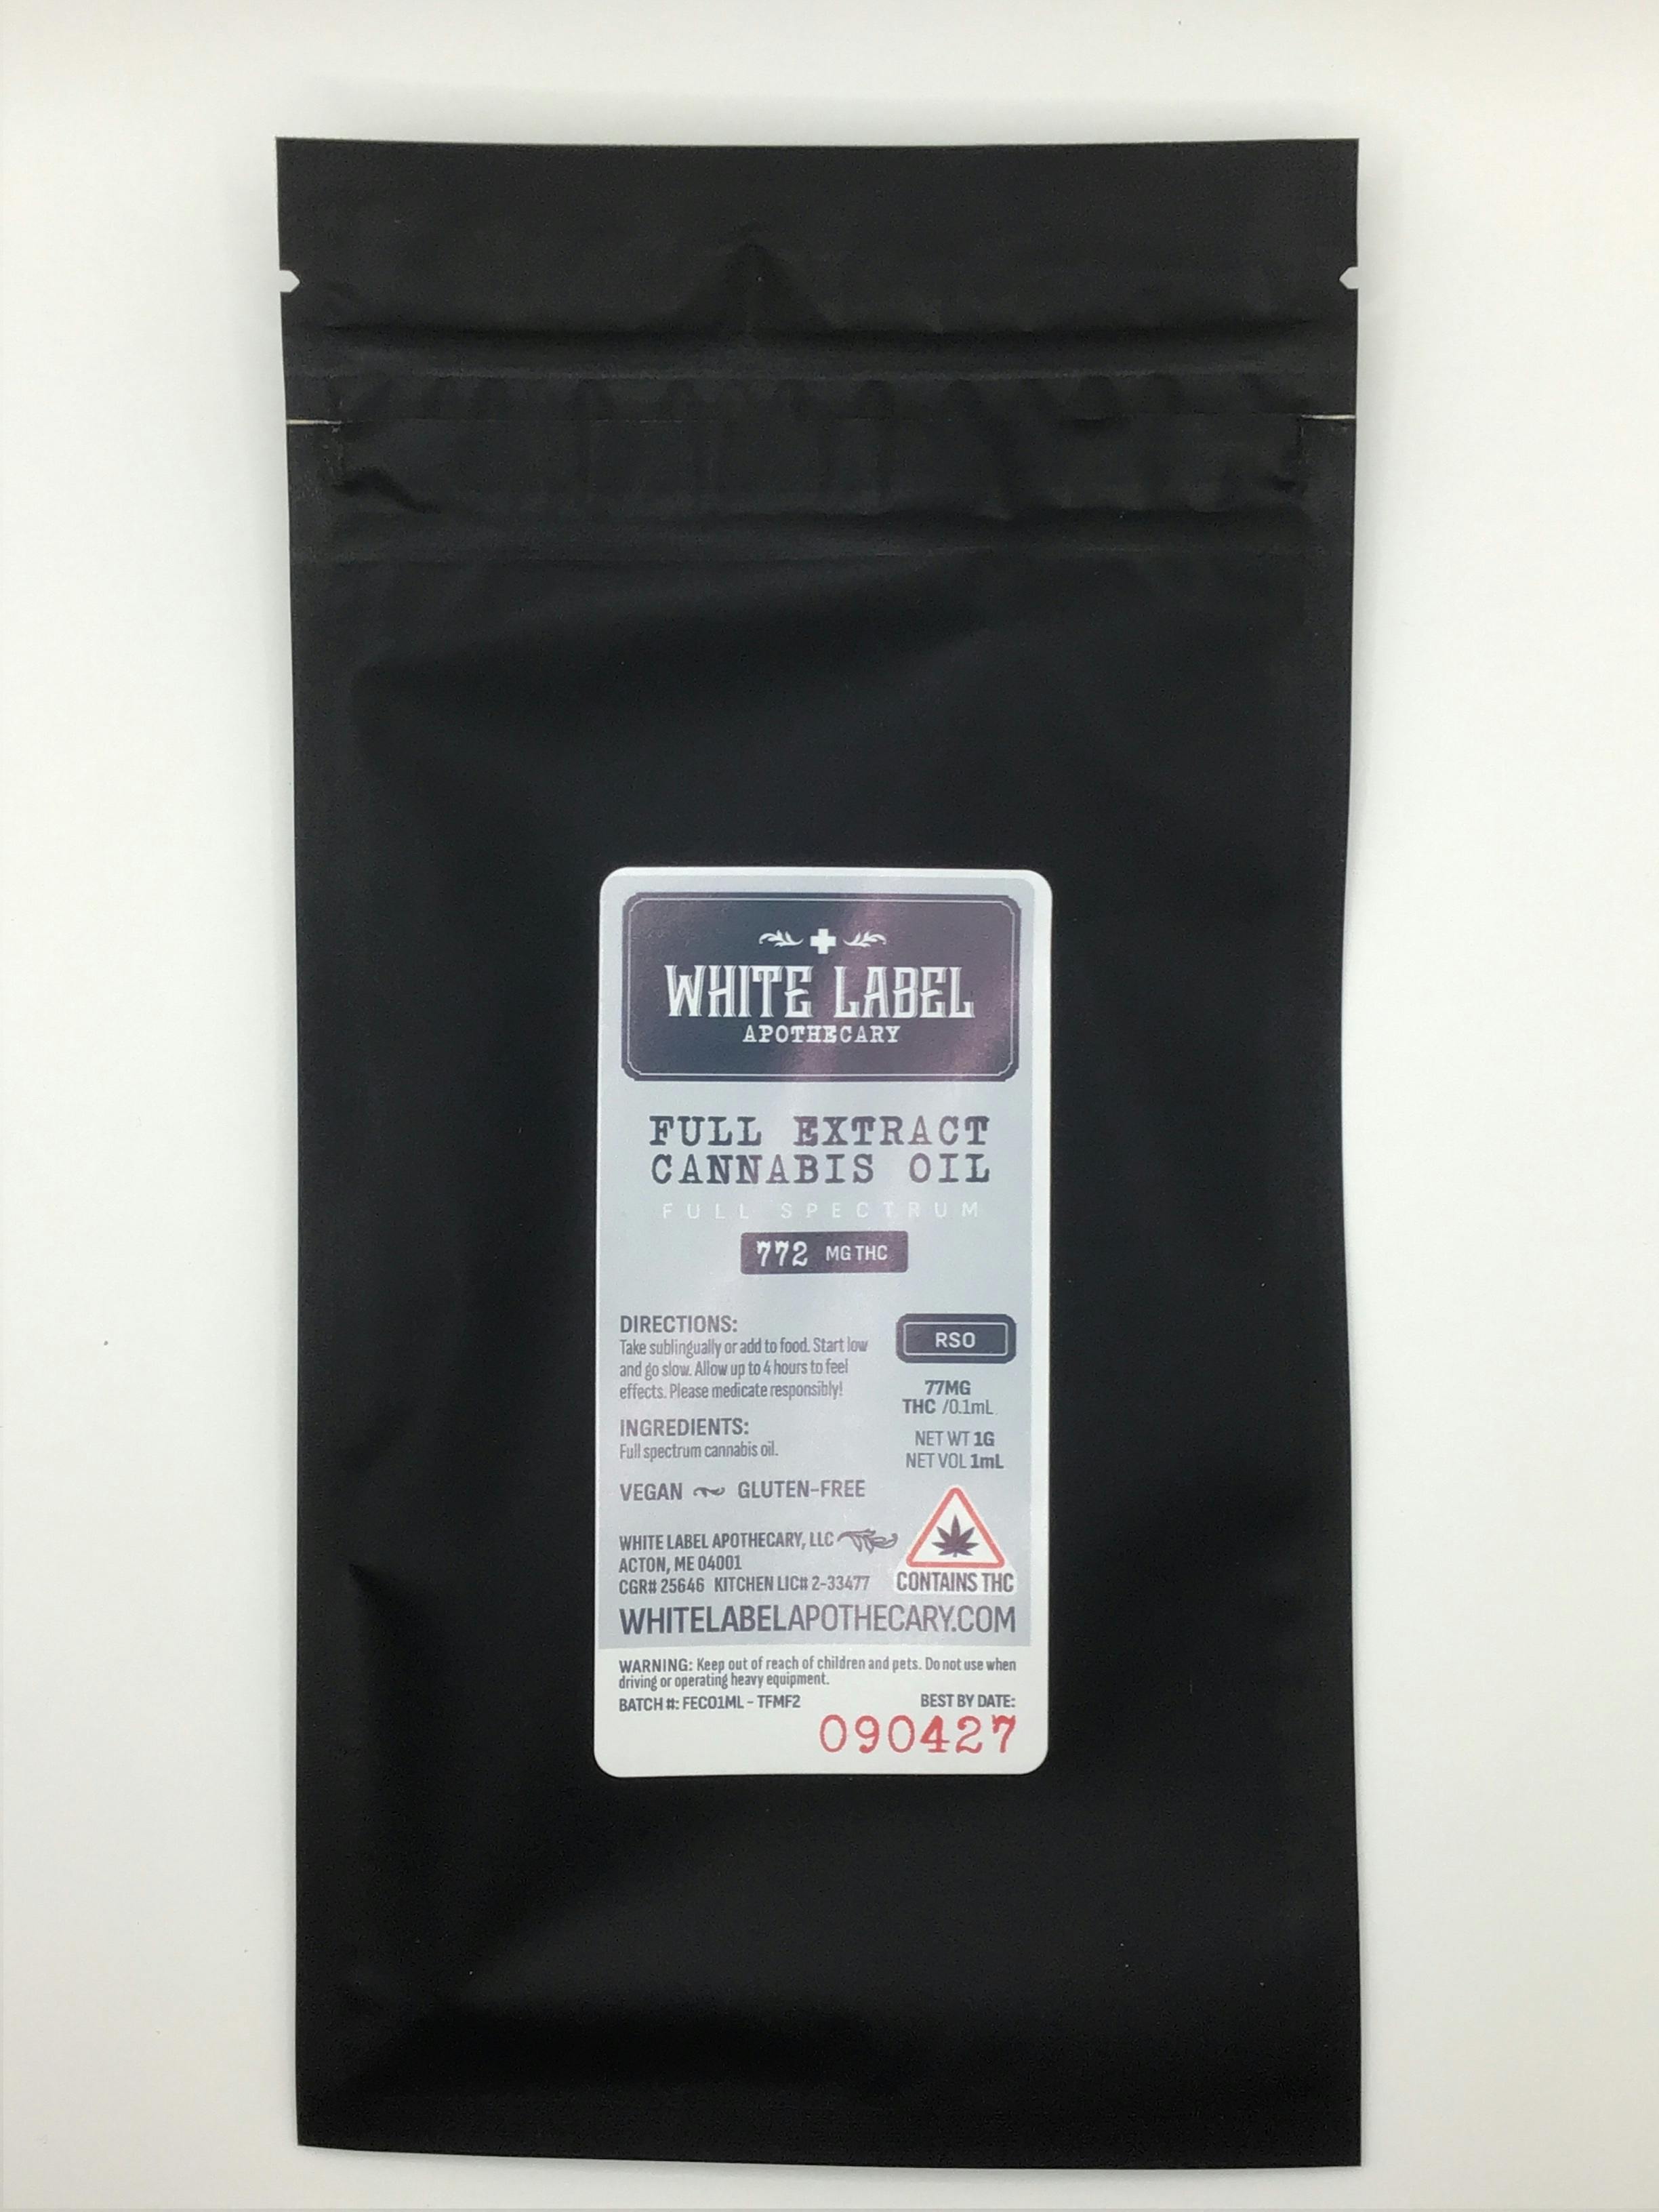 WHITE LABEL
APOTHECARY
FULL EXTRACT
CANNABIS OIL
FULL SPECTRUM
772 MG THC
DIRECTIONS:
Take sublingually or add to food. Start low
and go slow. Allow up to 4 hours to feel
effects. Please medicate responsibly!
RSO
77MG
THC /0.1mL
NET WT 1G
NET VOL 1mL
INGREDIENTS:
Full spectrum cannabis oil.
VEGAN GLUTEN-FREE
WHITE LABEL APOTHECARY, LLC
ACTON, ME 04001
CGR# 25646 KITCHEN LIC# 2-33477
CONTAINS THC
WHITELABELAPOTHECARY.COM
WARNING: Keep out of reach of children and pets. Do not use when
driving or operating heavy equipment.
BATCH #: FECO1ML - TFMF2
BEST BY DATE:
090427